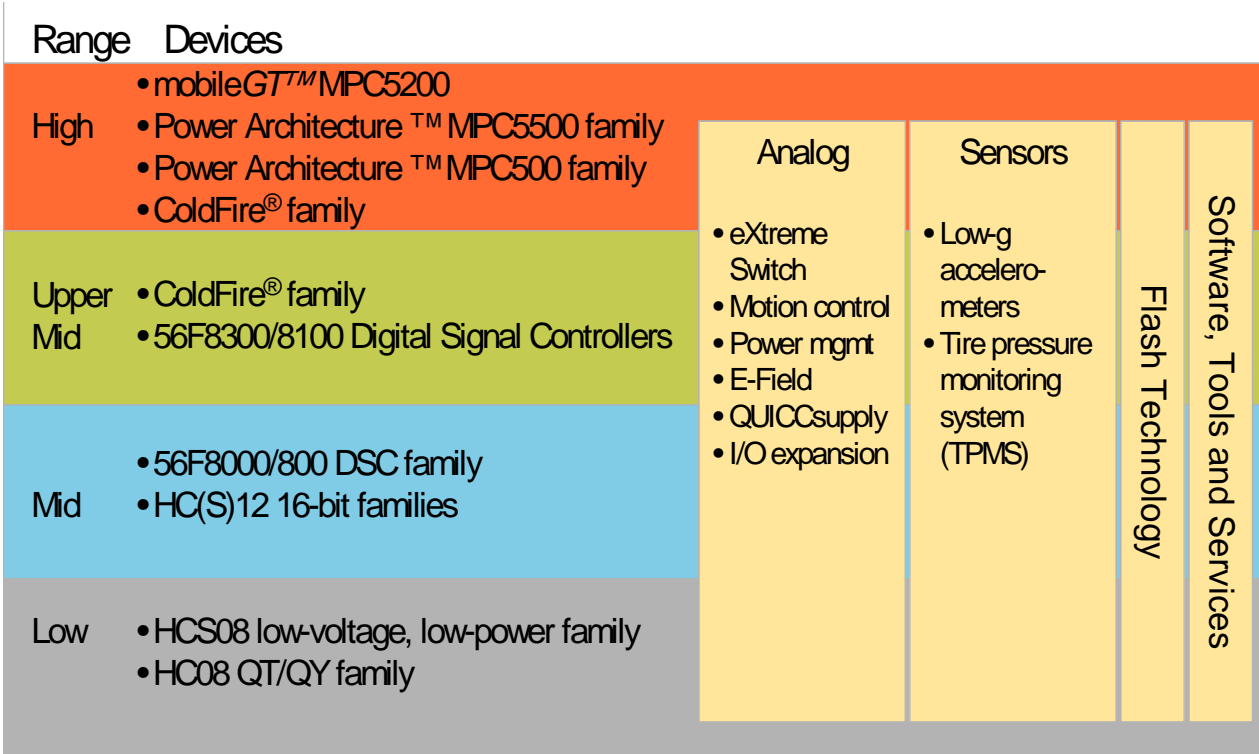 Range Devices
High
• mobileGT™ MPC5200
• Power Architecture ™ MPC5500 family
• Power Architecture ™ MPC500 family
• ColdFire® family
Upper
Mid
• ColdFire® family
• 56F8300/8100 Digital Signal Controllers
Mid
• 56F8000/800 DSC family
• HC(S)12 16-bit families
Low
• HCS08 low-voltage, low-power family
• HC08 QT/QY family
Analog
• eXtreme
Switch
• Motion control
• Power mgmt
• E-Field
• QUICCsupply
• I/O expansion
Sensors
• Low-g
accelero-
meters
• Tire pressure
monitoring
system
(TPMS)
Flash Technology
Software, Tools and Services